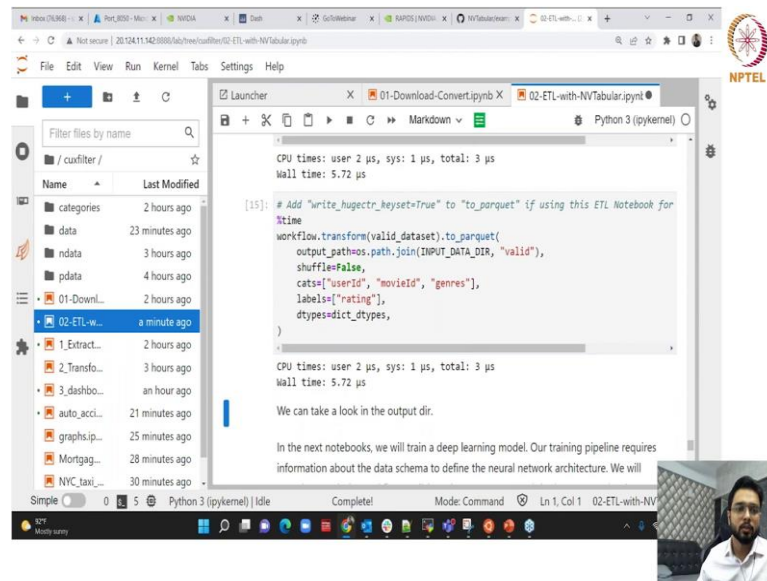 Inbox (76,968) - 
Port_8050 - Micro
NVIDIA
Dash
GoToWebinar
RAPIDS | NVIDIA
NVTabular/exam
02-ETL-with-
Not secure | 20.124.11.142:8888/lab/tree/cuxfilter/02-ETL-with-NVTabular.ipynb
NPTEL
File Edit View Run Kernel Tabs Settings Help
Launcher
01-Download-Convert.ipynb
02-ETL-with-NVTabular.ipynb
Markdown
Python 3 (ipykernel)
Filter files by name
/ cuxfilter /
Name Last Modified
categories 2 hours ago
data 23 minutes ago
ndata 3 hours ago
pdata 4 hours ago
01-Downl... 2 hours ago
02-ETL-w... a minute ago
1_Extract... 2 hours ago
2_Transfo... 3 hours ago
3_dashbo... an hour ago
auto_acci... 21 minutes ago
graphs.ip... 25 minutes ago
Mortgag... 28 minutes ago
NYC_taxi_... 30 minutes ago
CPU times: user 2 µs, sys: 1 µs, total: 3 µs
Wall time: 5.72 µs
[15]: # Add "write_hugectr_keyset=True" to "to_parquet" if using this ETL Notebook for
%time
workflow.transform(valid_dataset).to_parquet(
output_path=os.path.join(INPUT_DATA_DIR, "valid"),
shuffle=False,
cats=["userId", "movieId", "genres"],
labels=["rating"],
dtypes=dict_dtypes,
)
CPU times: user 2 µs, sys: 1 µs, total: 3 µs
Wall time: 5.72 µs
We can take a look in the output dir.
In the next notebooks, we will train a deep learning model. Our training pipeline requires
information about the data schema to define the neural network architecture. We will
Simple 0 5 Python 3 (ipykernel) | Idle Complete! Mode: Command Ln 1, Col 1 02-ETL-with-NV
92°F
Mostly sunny